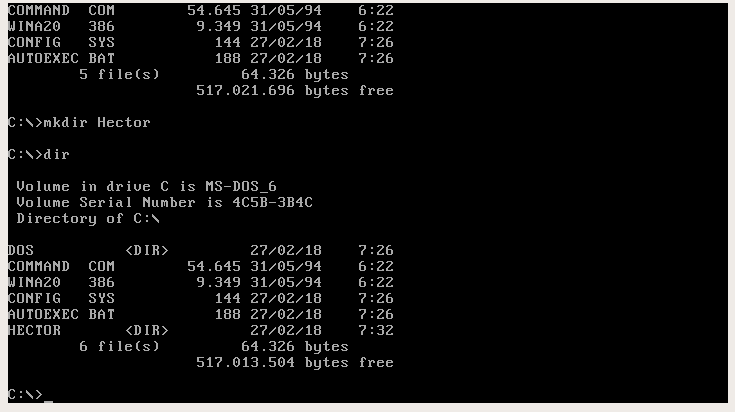 COMMAND  COM        54.645 31/05/94    6:22
WINA20   386         9.349 31/05/94    6:22
CONFIG   SYS           144 27/02/18    7:26
AUTOEXEC BAT           188 27/02/18    7:26
        5 file(s)         64.326 bytes
                     517.021.696 bytes free
C:\>mkdir Hector
C:\>dir
 Volume in drive C is MS-DOS_6
 Volume Serial Number is 4C5B-3B4C
 Directory of C:\
DOS          <DIR>         27/02/18    7:26
COMMAND  COM        54.645 31/05/94    6:22
WINA20   386         9.349 31/05/94    6:22
CONFIG   SYS           144 27/02/18    7:26
AUTOEXEC BAT           188 27/02/18    7:26
HECTOR       <DIR>         27/02/18    7:32
        6 file(s)         64.326 bytes
                     517.013.504 bytes free
C:\>_